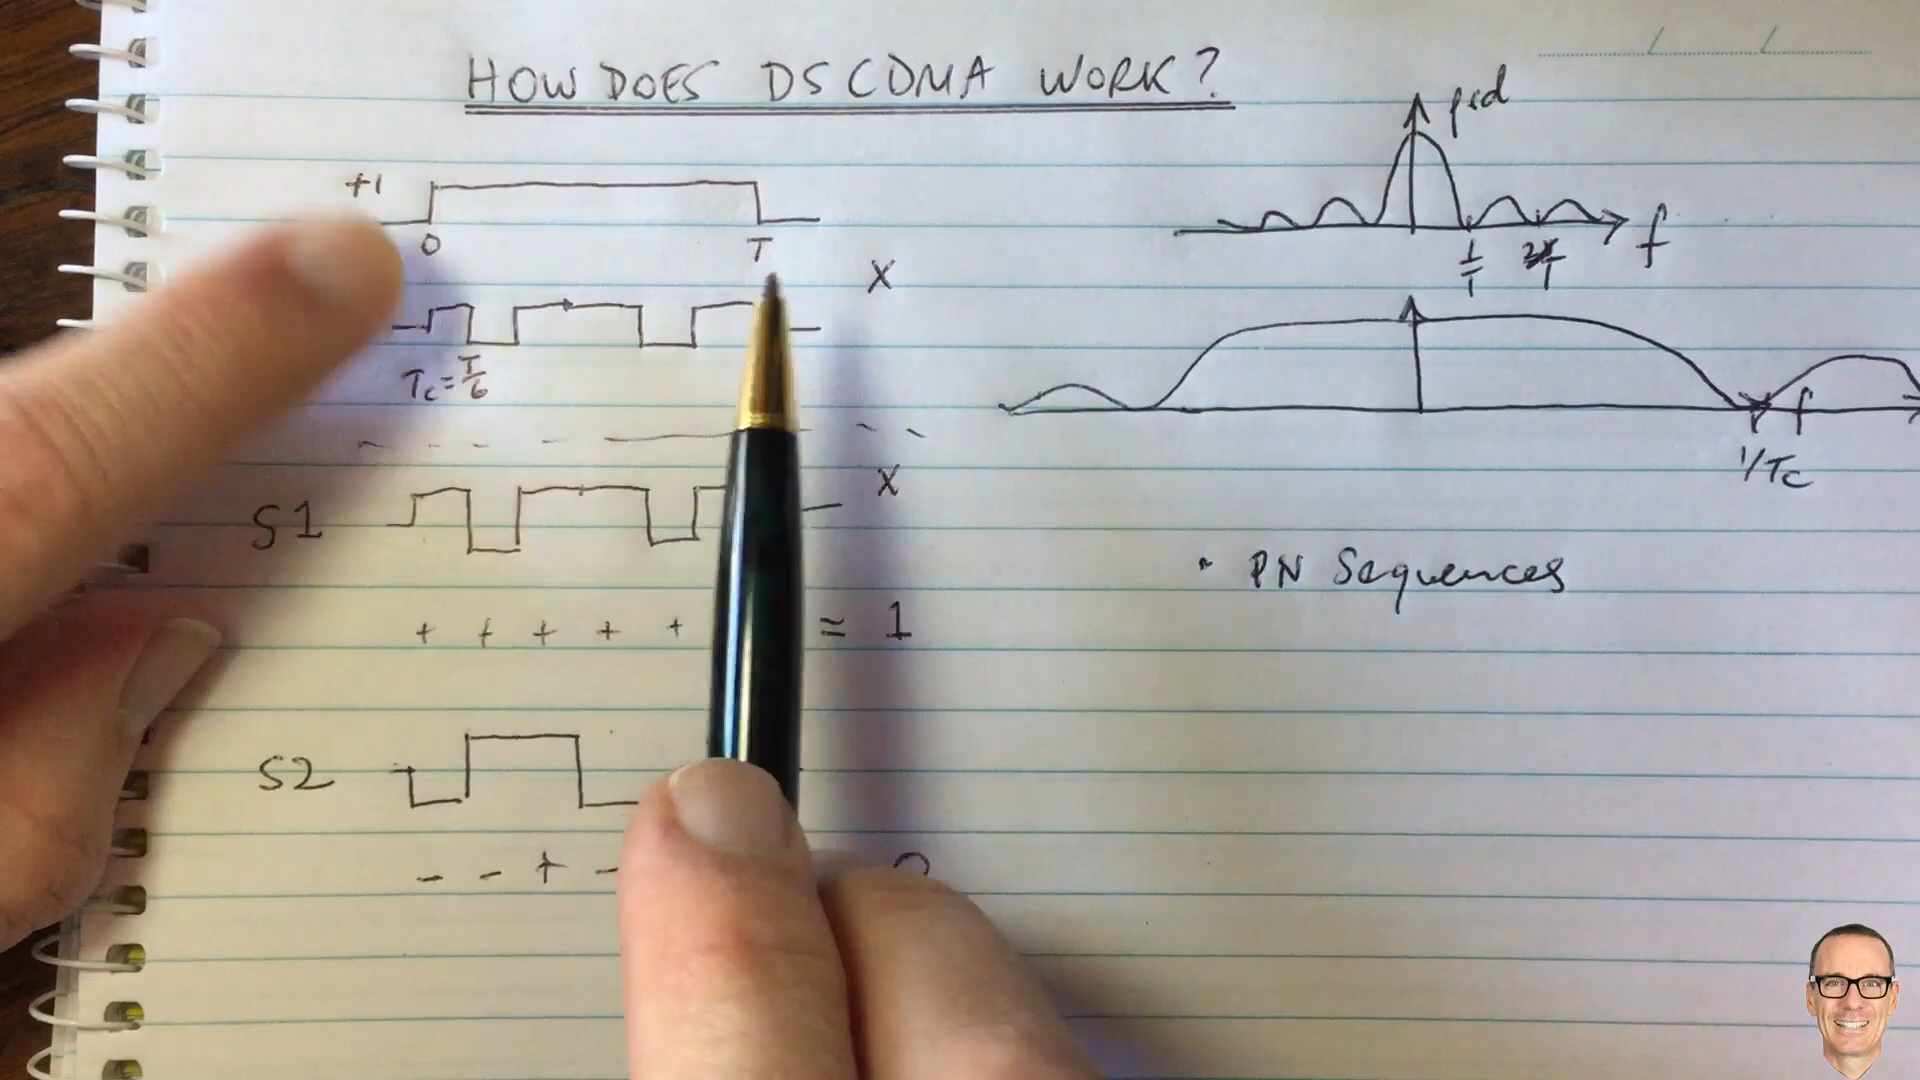 HOW DOES DS CDMA WORK?
psd
+1
0
T
X
f
1/T
Tc = T/6
f
1/Tc
S1
X
• PN Sequences
+ + + + + = 1
S2
- - + -